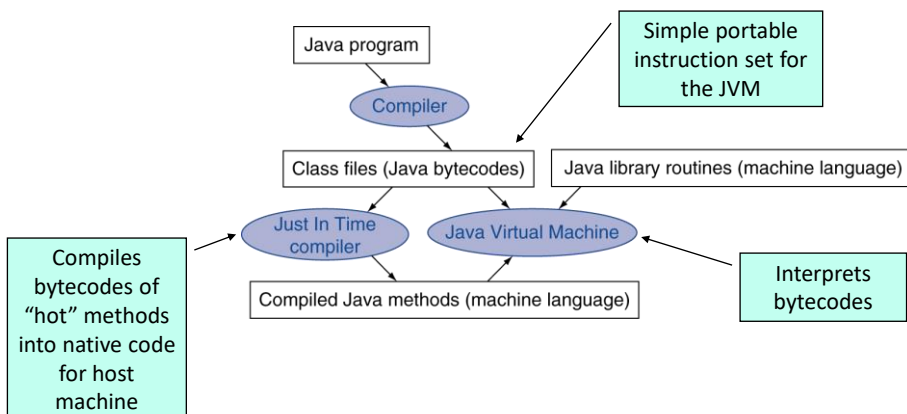 Simple portable
instruction set for
the JVM
Java program
Compiler
Class files (Java bytecodes)
Java library routines (machine language)
Just In Time
compiler
Java Virtual Machine
Compiles
bytecodes of
“hot” methods
into native code
for host
machine
Interprets
bytecodes
Compiled Java methods (machine language)